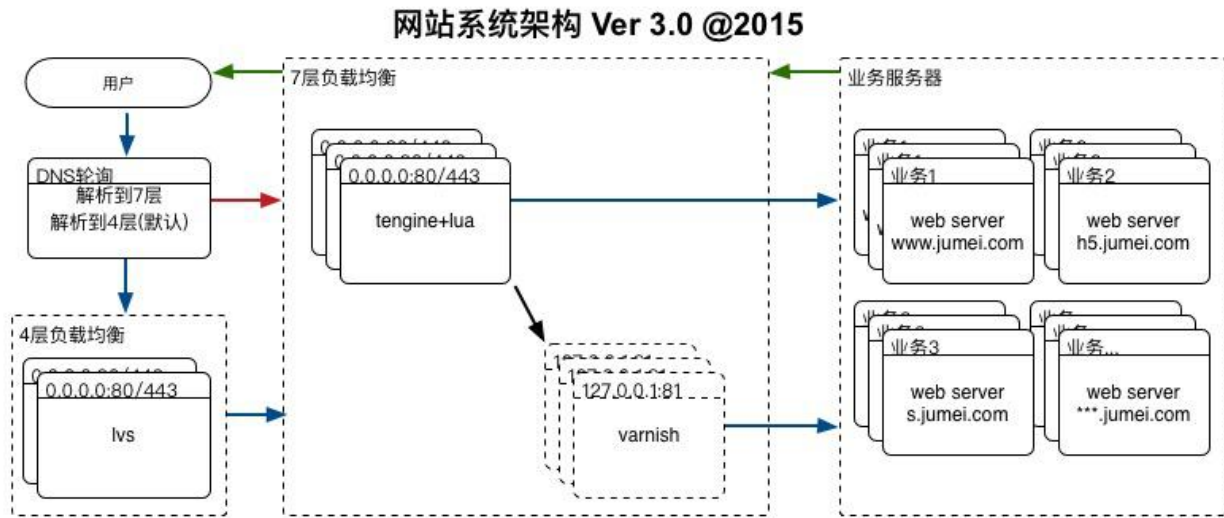 网站系统架构 Ver 3.0 @2015
用户
DNS轮询
解析到7层
解析到4层(默认)
4层负载均衡
0.0.0.0:80/443
lvs
7层负载均衡
0.0.0.0:80/443
tengine+lua
127.0.0.1:81
varnish
业务服务器
业务1
web server
www.jumei.com
业务2
web server
h5.jumei.com
业务3
web server
s.jumei.com
业务...
web server
***.jumei.com